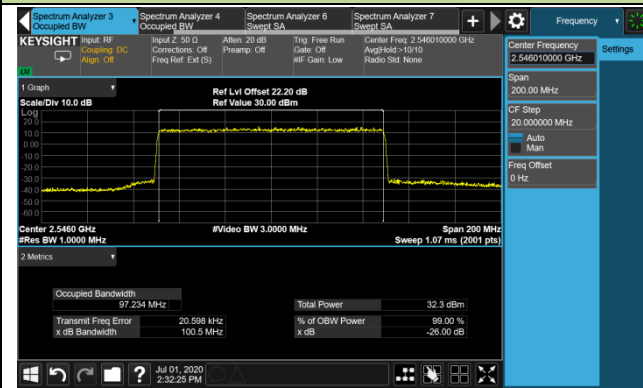 Spectrum Analyzer 3
Occupied BW
Spectrum Analyzer 4
Occupied BW
Spectrum Analyzer 6
Swept SA
Spectrum Analyzer 7
Swept SA
Frequency
KEYSIGHT
Input: RF
Coupling: DC
Align: Off
Input Z: 50 Ω
Corrections: Off
Freq Ref: Ext (S)
Atten: 20 dB
Preamp: Off
Trig: Free Run
Gate: Off
#IF Gain: Low
Center Freq: 2.546010000 GHz
Avg|Hold:>10/10
Radio Std: None
1 Graph
Scale/Div 10.0 dB
Ref Lvl Offset 22.20 dB
Ref Value 30.00 dBm
Log
20.0
10.0
0.00
-10.0
-20.0
-30.0
-40.0
-50.0
-60.0
Center 2.5460 GHz
#Res BW 1.0000 MHz
#Video BW 3.0000 MHz
Span 200 MHz
Sweep 1.07 ms (2001 pts)
2 Metrics
Occupied Bandwidth
97.234 MHz
Transmit Freq Error 20.598 kHz
x dB Bandwidth 100.5 MHz
Total Power 32.3 dBm
% of OBW Power 99.00 %
x dB -26.00 dB
Center Frequency
2.546010000 GHz
Settings
Span
200.00 MHz
CF Step
20.000000 MHz
Auto
Man
Freq Offset
0 Hz
Jul 01, 2020
2:32:25 PM